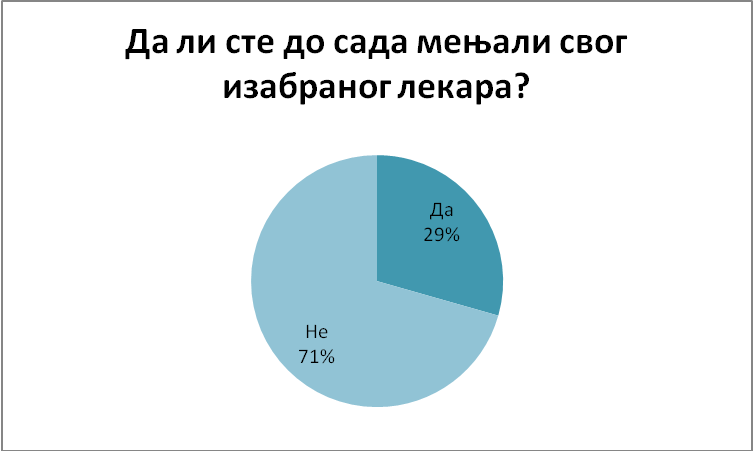 Да ли сте до сада мењали свог
изабраног лекара?
Да
29%
Не
71%